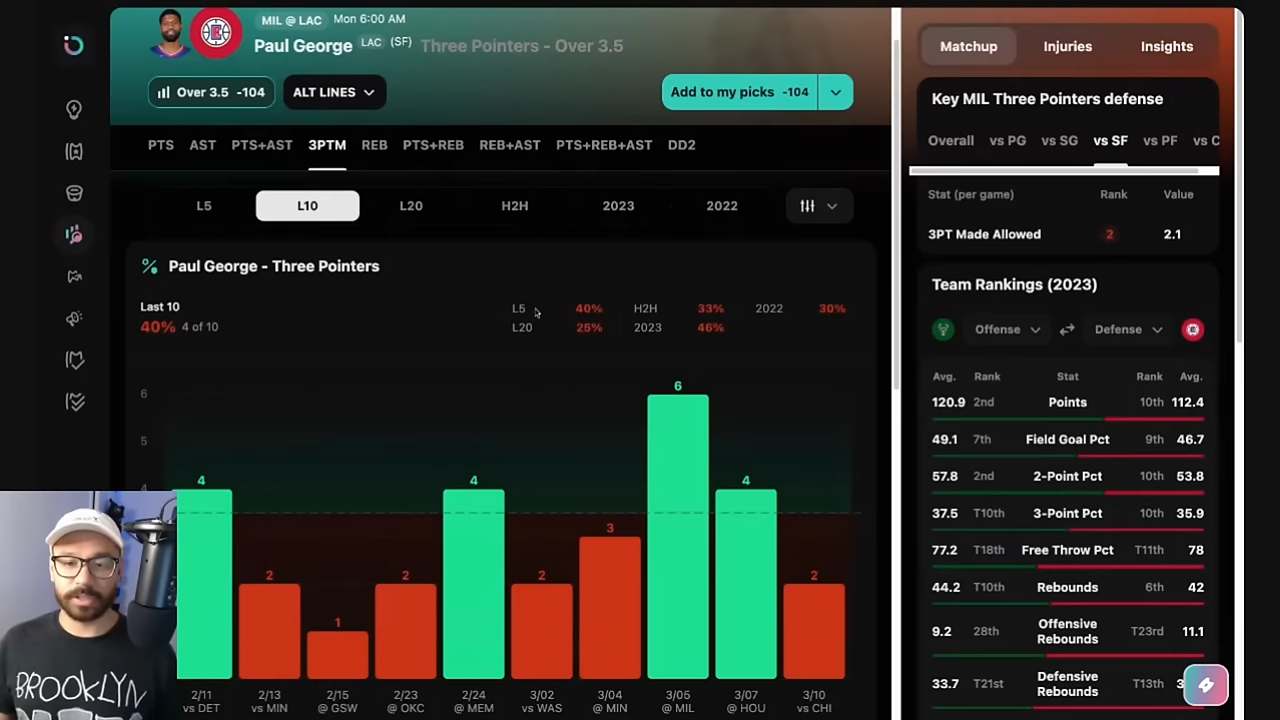 MIL @ LAC Mon 6:00 AM
Paul George LAC (SF) Three Pointers - Over 3.5
Over 3.5 -104 ALT LINES
Add to my picks -104
PTS AST PTS+AST 3PTM REB PTS+REB REB+AST PTS+REB+AST DD2
L5 L10 L20 H2H 2023 2022
% Paul George - Three Pointers
Last 10
40% 4 of 10
L5 40% H2H 33% 2022 30%
L20 25% 2023 46%
6
5
4
4
2
1
2
4
2
3
6
4
2
2/11 2/13 2/15 2/23 2/24 3/02 3/04 3/05 3/07 3/10
vs DET vs MIN @ GSW @ OKC @ MEM vs WAS @ MIN @ MIL @ HOU vs CHI
BROOKLYN
Matchup Injuries Insights
Key MIL Three Pointers defense
Overall vs PG vs SG vs SF vs PF vs C
Stat (per game) Rank Value
3PT Made Allowed 2 2.1
Team Rankings (2023)
Offense Defense
Avg. Rank Stat Rank Avg.
120.9 2nd Points 10th 112.4
49.1 7th Field Goal Pct 9th 46.7
57.8 2nd 2-Point Pct 10th 53.8
37.5 T10th 3-Point Pct 10th 35.9
77.2 T18th Free Throw Pct T11th 78
44.2 T10th Rebounds 6th 42
9.2 28th Offensive Rebounds T23rd 11.1
33.7 T21st Defensive Rebounds T13th